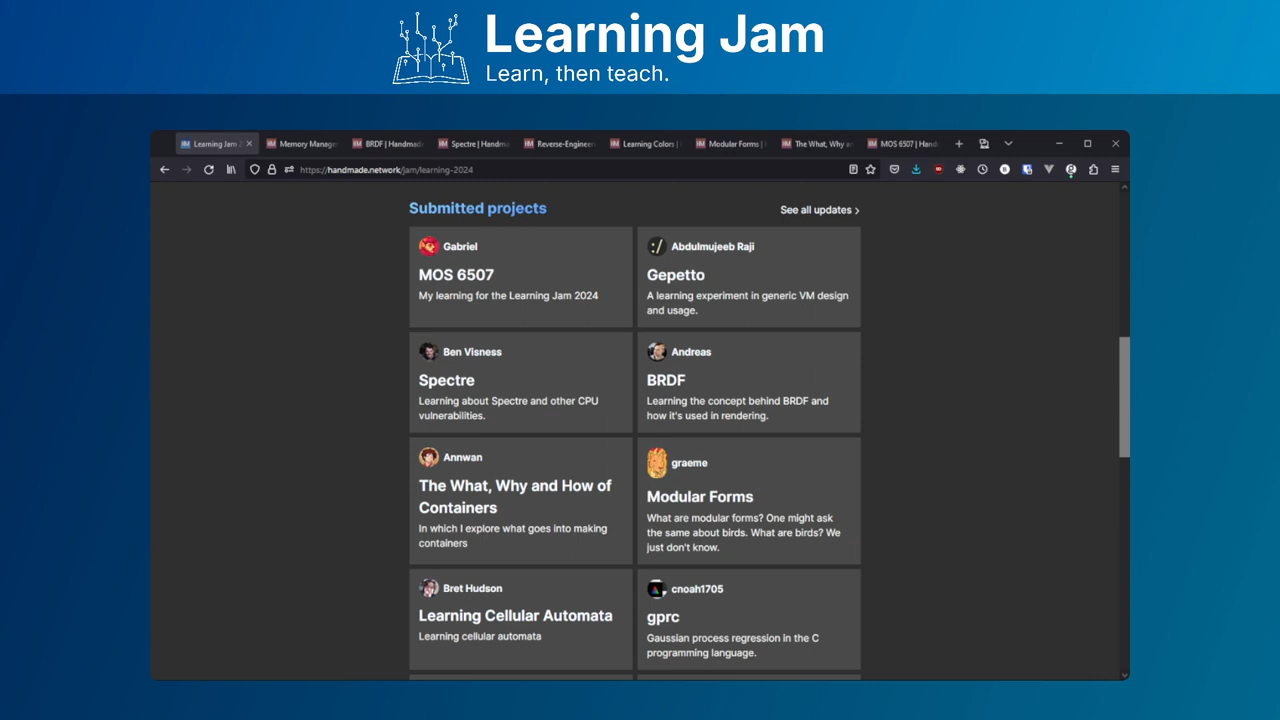 Learning Jam
Learn, then teach.
Learning Jam 2
Memory Manage
BRDF | Handmad
Spectre | Handm
Reverse-Engineer
Learning Colors |
Modular Forms |
The What, Why an
MOS 6507 | Hand
https://handmade.network/jam/learning-2024
Submitted projects
See all updates
Gabriel
MOS 6507
My learning for the Learning Jam 2024
Abdulmujeeb Raji
Gepetto
A learning experiment in generic VM design
and usage.
Ben Visness
Spectre
Learning about Spectre and other CPU
vulnerabilities.
Andreas
BRDF
Learning the concept behind BRDF and
how it's used in rendering.
Annwan
The What, Why and How of
Containers
In which I explore what goes into making
containers
graeme
Modular Forms
What are modular forms? One might ask
the same about birds. What are birds? We
just don't know.
Bret Hudson
Learning Cellular Automata
Learning cellular automata
cnoah1705
gprc
Gaussian process regression in the C
programming language.